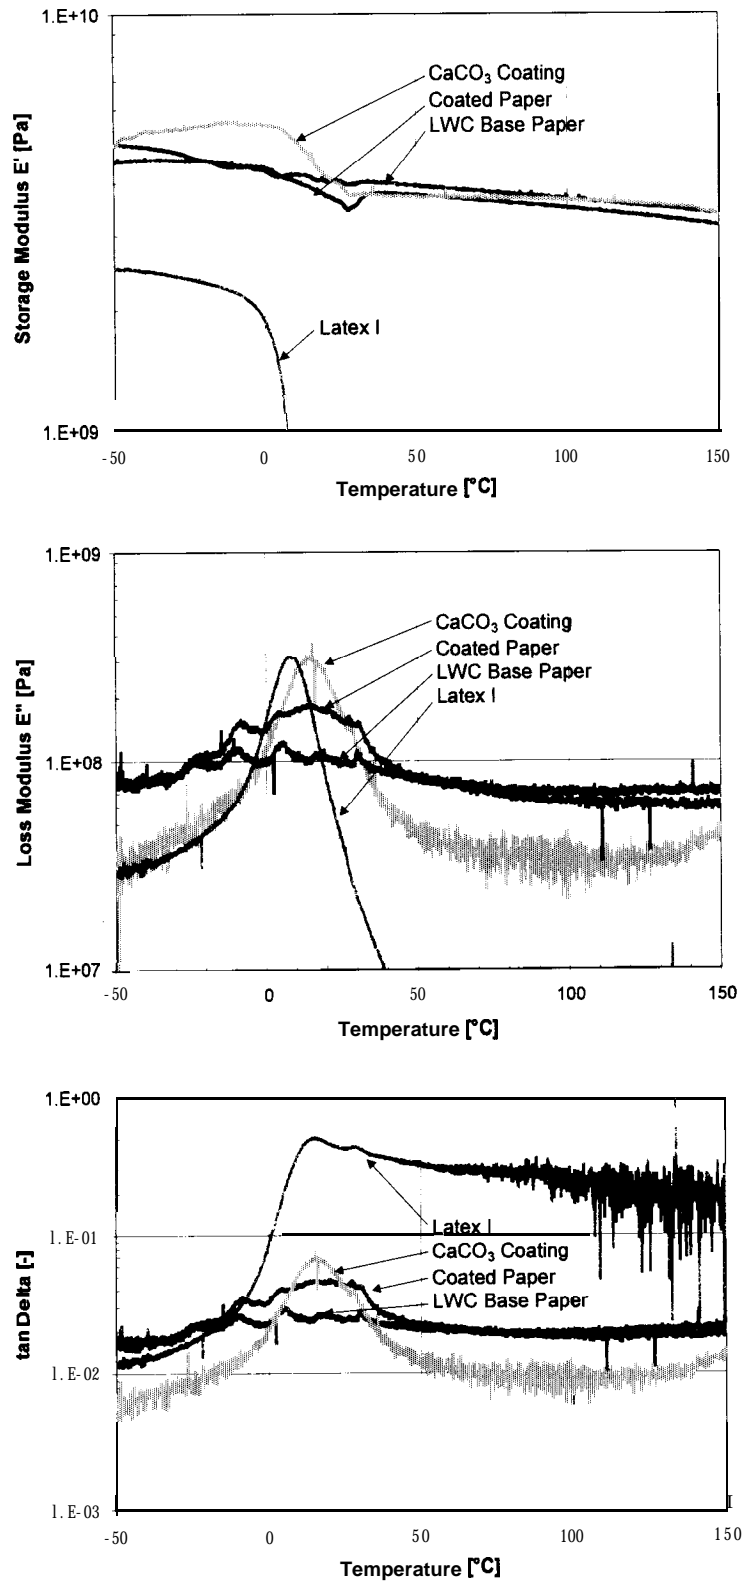 1.E+10
CaCO₃ Coating
Coated Paper
LWC Base Paper
Storage Modulus E' [Pa]
Latex I
1.E+09
-50 0 50 100 150
Temperature [°C]
1.E+09
CaCO₃ Coating
Coated Paper
LWC Base Paper
Latex I
Loss Modulus E" [Pa]
1.E+08
1.E+07
-50 0 50 100 150
Temperature [°C]
1.E+00
Latex I
1.E-01
CaCO₃ Coating
Coated Paper
LWC Base Paper
tan Delta [-]
1.E-02
1.E-03
-50 0 50 100 150
Temperature [°C]